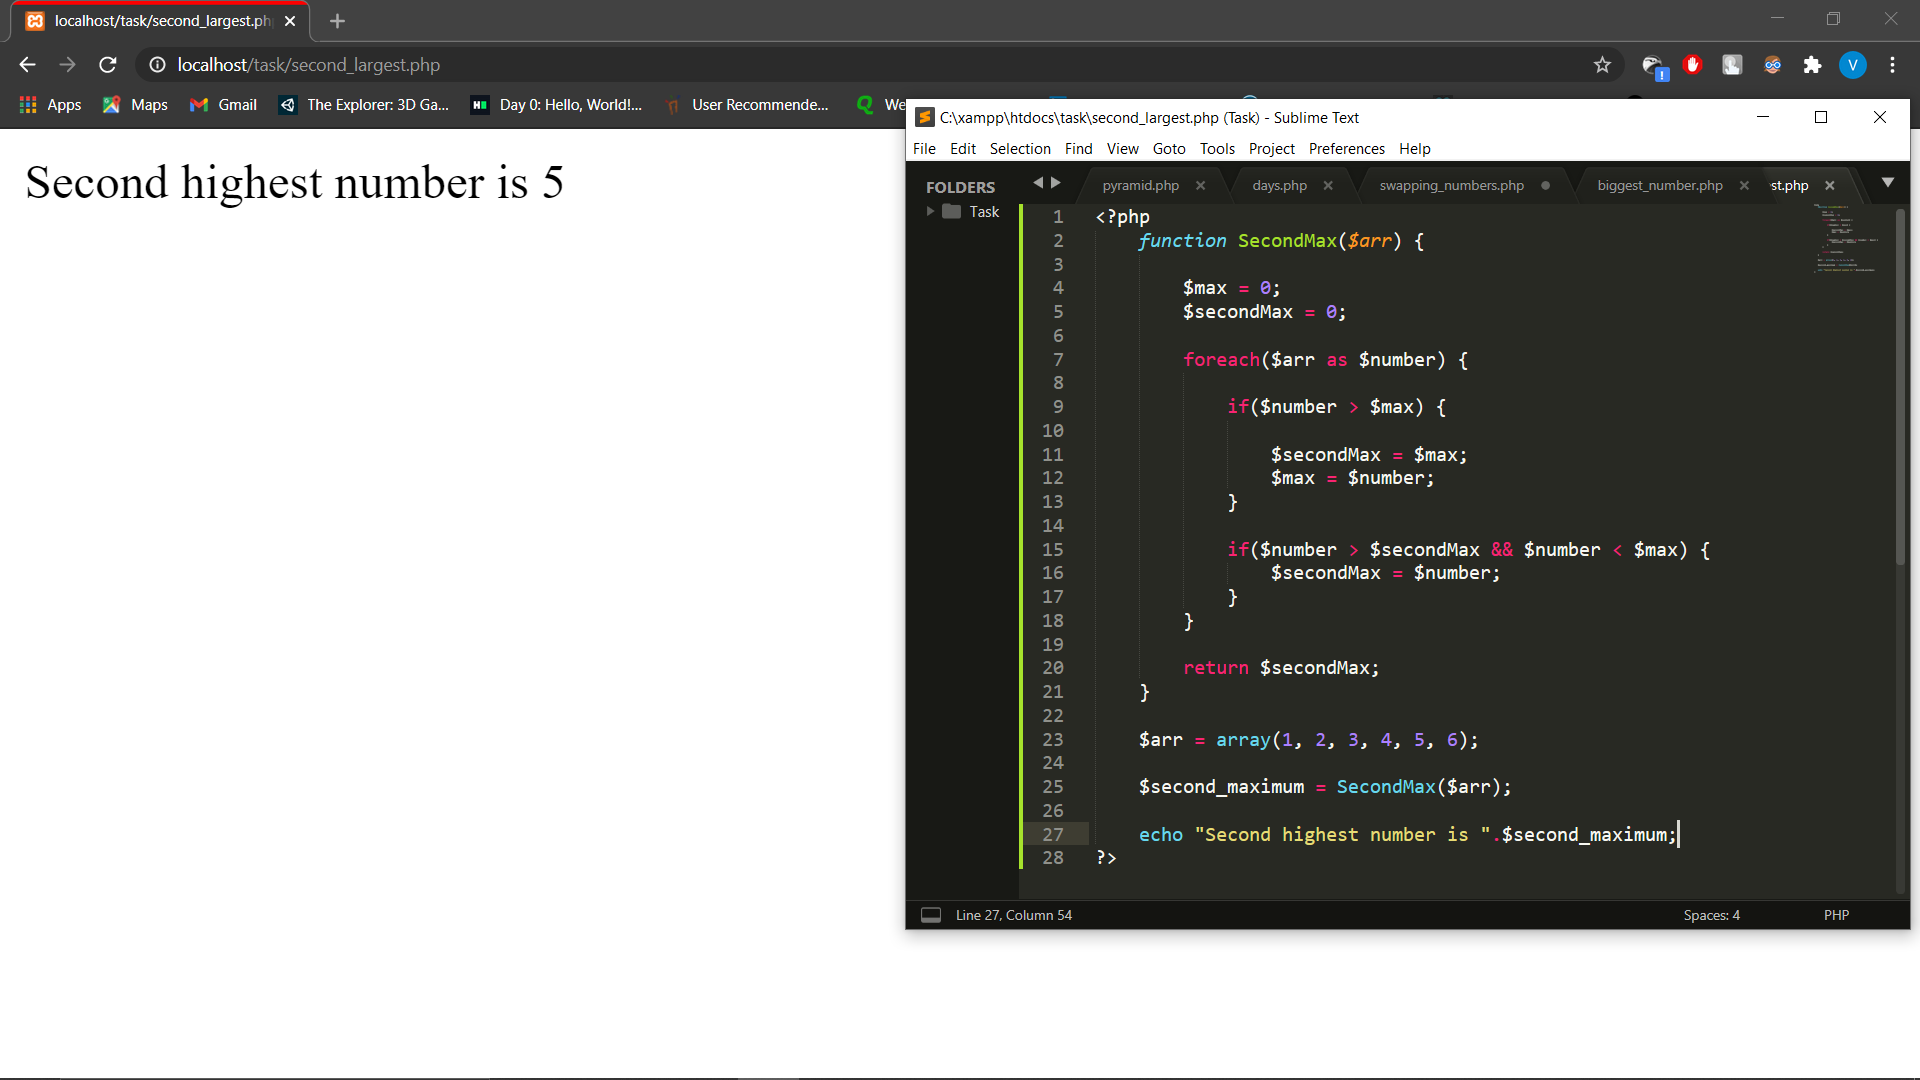 localhost/task/second_largest.ph
localhost/task/second_largest.php
V
Apps Maps Gmail The Explorer: 3D Ga... Day 0: Hello, World!... User Recommende... We
Second highest number is 5
C:\xampp\htdocs\task\second_largest.php (Task) - Sublime Text
File Edit Selection Find View Goto Tools Project Preferences Help
FOLDERS
Task
pyramid.php days.php swapping_numbers.php biggest_number.php st.php
1 <?php
2 function SecondMax($arr) {
3
4 $max = 0;
5 $secondMax = 0;
6
7 foreach($arr as $number) {
8
9 if($number > $max) {
10
11 $secondMax = $max;
12 $max = $number;
13 }
14
15 if($number > $secondMax && $number < $max) {
16 $secondMax = $number;
17 }
18 }
19
20 return $secondMax;
21 }
22
23 $arr = array(1, 2, 3, 4, 5, 6);
24
25 $second_maximum = SecondMax($arr);
26
27 echo "Second highest number is ".$second_maximum;
28 ?>
Line 27, Column 54 Spaces: 4 PHP